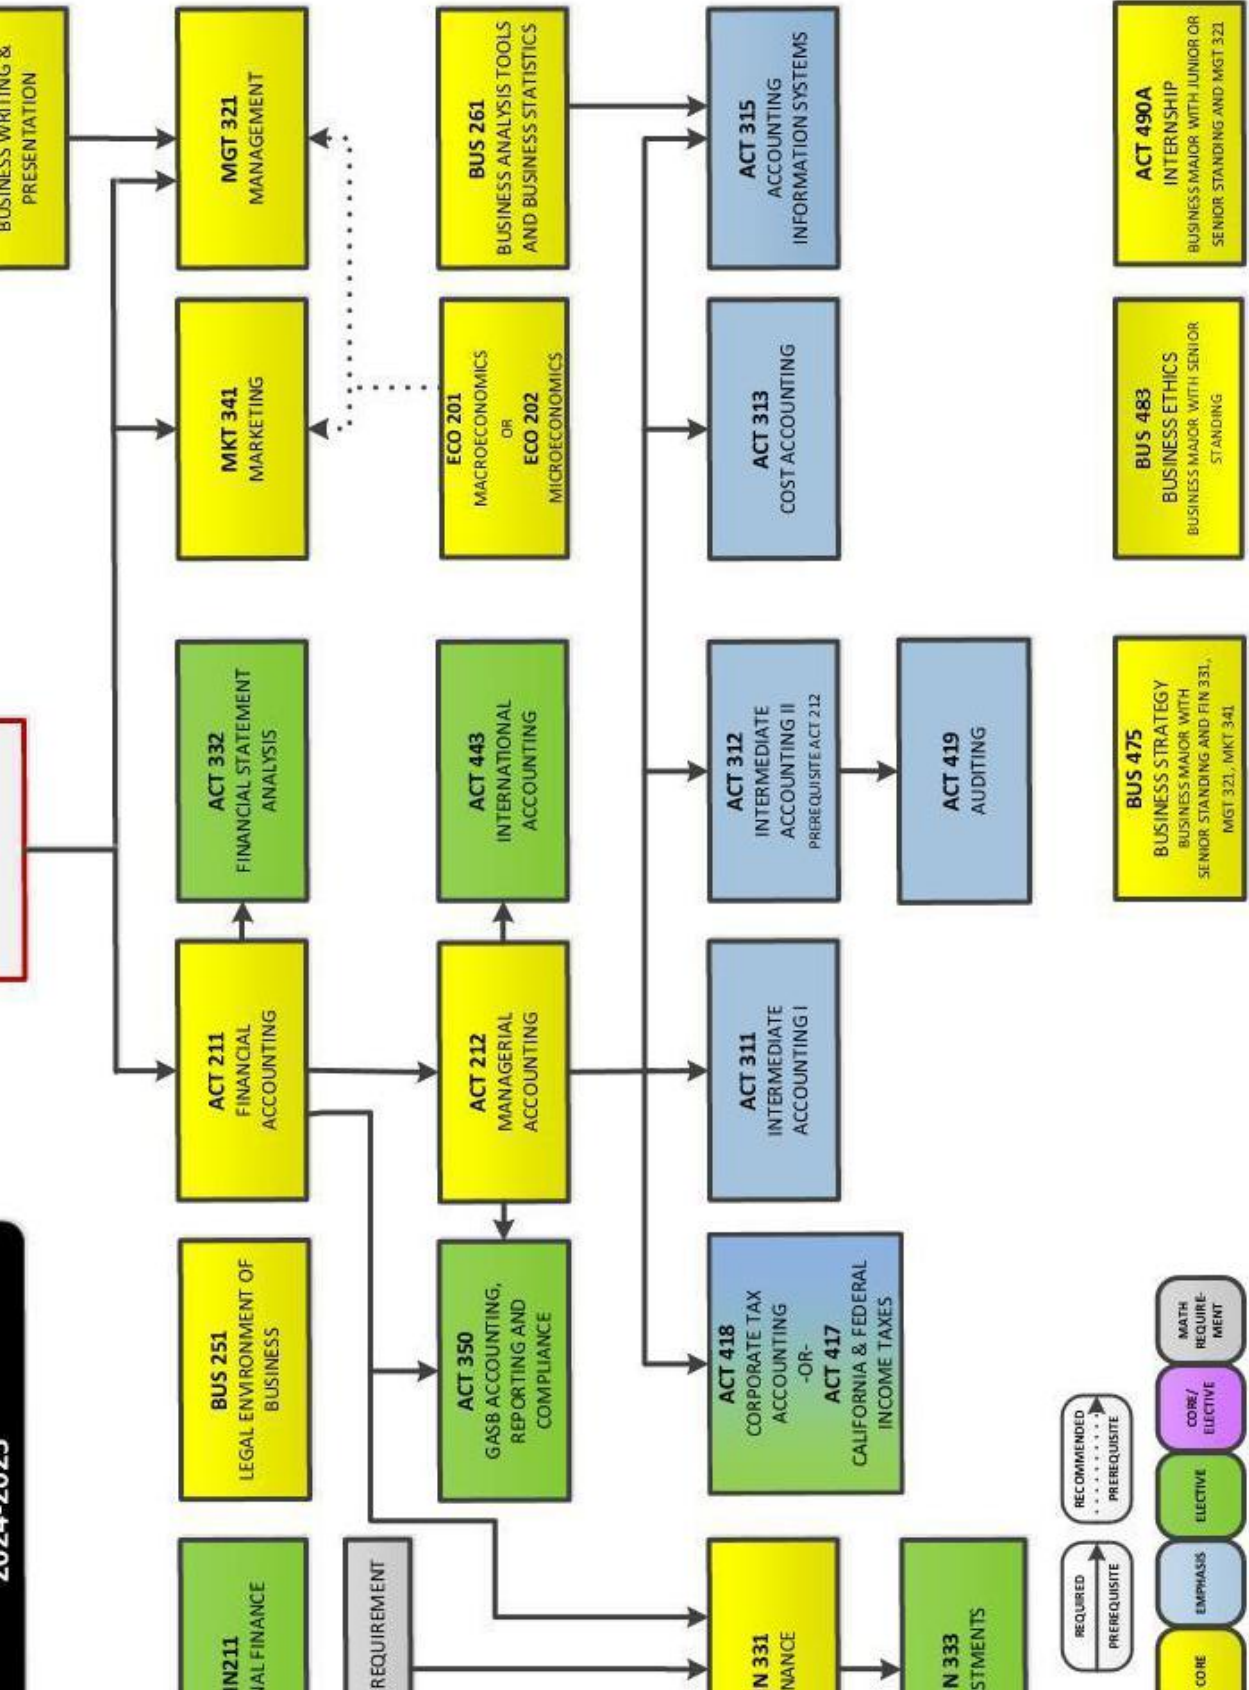 2024-2025
BUSINESS WRITING &
PRESENTATION
MGT 321
MANAGEMENT
MKT 341
MARKETING
ACT 332
FINANCIAL STATEMENT
ANALYSIS
ACT 211
FINANCIAL
ACCOUNTING
BUS 251
LEGAL ENVIRONMENT OF
BUSINESS
IN211
NAL FINANCE
REQUIREMENT
BUS 261
BUSINESS ANALYSIS TOOLS
AND BUSINESS STATISTICS
ECO 201
MACROECONOMICS
OR
ECO 202
MICROECONOMICS
ACT 443
INTERNATIONAL
ACCOUNTING
ACT 212
MANAGERIAL
ACCOUNTING
ACT 350
GASB ACCOUNTING,
REPORTING AND
COMPLIANCE
ACT 315
ACCOUNTING
INFORMATION SYSTEMS
ACT 313
COST ACCOUNTING
ACT 312
INTERMEDIATE
ACCOUNTING II
PREREQUISITE ACT 212
ACT 311
INTERMEDIATE
ACCOUNTING I
ACT 418
CORPORATE TAX
ACCOUNTING
-OR-
ACT 417
CALIFORNIA & FEDERAL
INCOME TAXES
N 331
NANCE
ACT 419
AUDITING
N 333
STMENTS
ACT 490A
INTERNSHIP
BUSINESS MAJOR WITH JUNIOR OR
SENIOR STANDING AND MGT 321
BUS 483
BUSINESS ETHICS
BUSINESS MAJOR WITH SENIOR
STANDING
BUS 475
BUSINESS STRATEGY
BUSINESS MAJOR WITH
SENIOR STANDING AND FIN 331,
MGT 321, MKT 341
REQUIRED
PREREQUISITE
RECOMMENDED
PREREQUISITE
CORE
EMPHASIS
ELECTIVE
CORE/
ELECTIVE
MATH
REQUIRE-
MENT